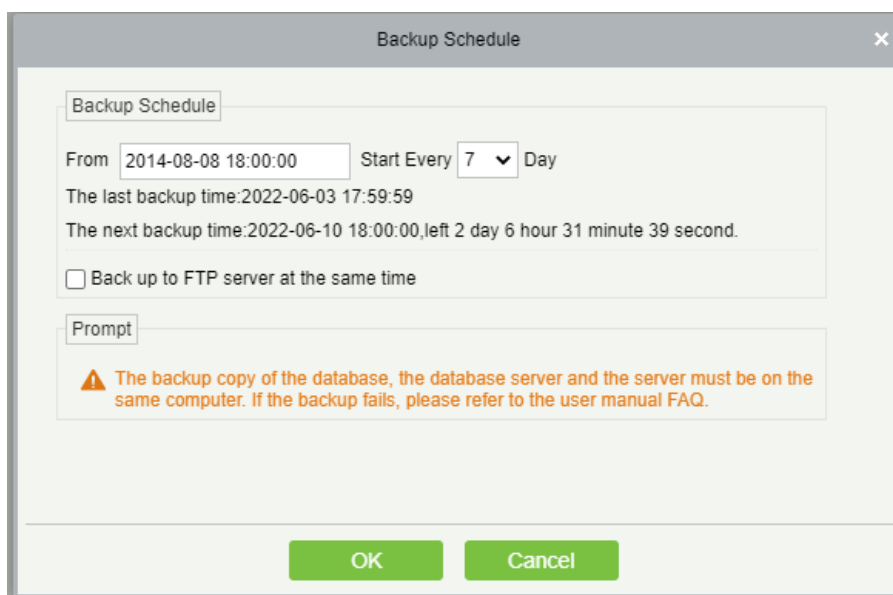 Backup Schedule
×
Backup Schedule
From 2014-08-08 18:00:00 Start Every 7 Day
The last backup time:2022-06-03 17:59:59
The next backup time:2022-06-10 18:00:00,left 2 day 6 hour 31 minute 39 second.
Back up to FTP server at the same time
Prompt
The backup copy of the database, the database server and the server must be on the
same computer. If the backup fails, please refer to the user manual FAQ.
OK Cancel